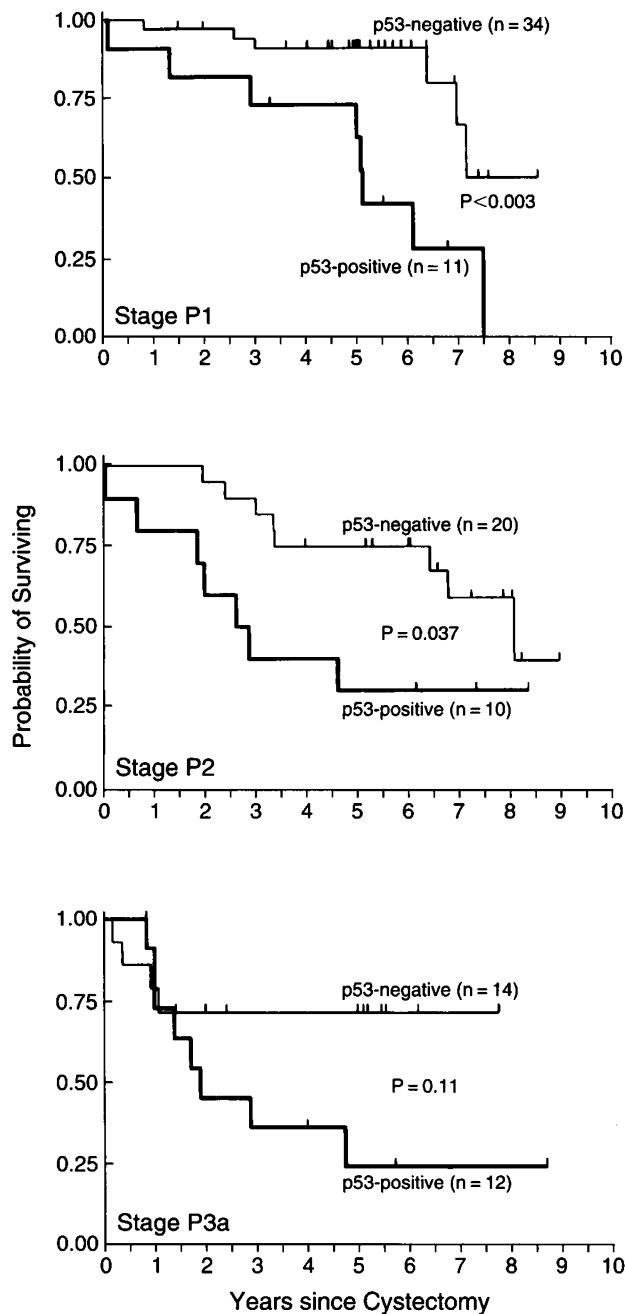 1.00
p53-negative (n = 34)
0.75
0.50
P<0.003
0.25
p53-positive (n = 11)
Stage P1
0.00
0 1 2 3 4 5 6 7 8 9 10
Probability of Surviving
1.00
p53-negative (n = 20)
0.75
0.50
P = 0.037
0.25
p53-positive (n = 10)
Stage P2
0.00
0 1 2 3 4 5 6 7 8 9 10
1.00
p53-negative (n = 14)
0.75
0.50
P = 0.11
0.25
p53-positive (n = 12)
Stage P3a
0.00
0 1 2 3 4 5 6 7 8 9 10
Years since Cystectomy